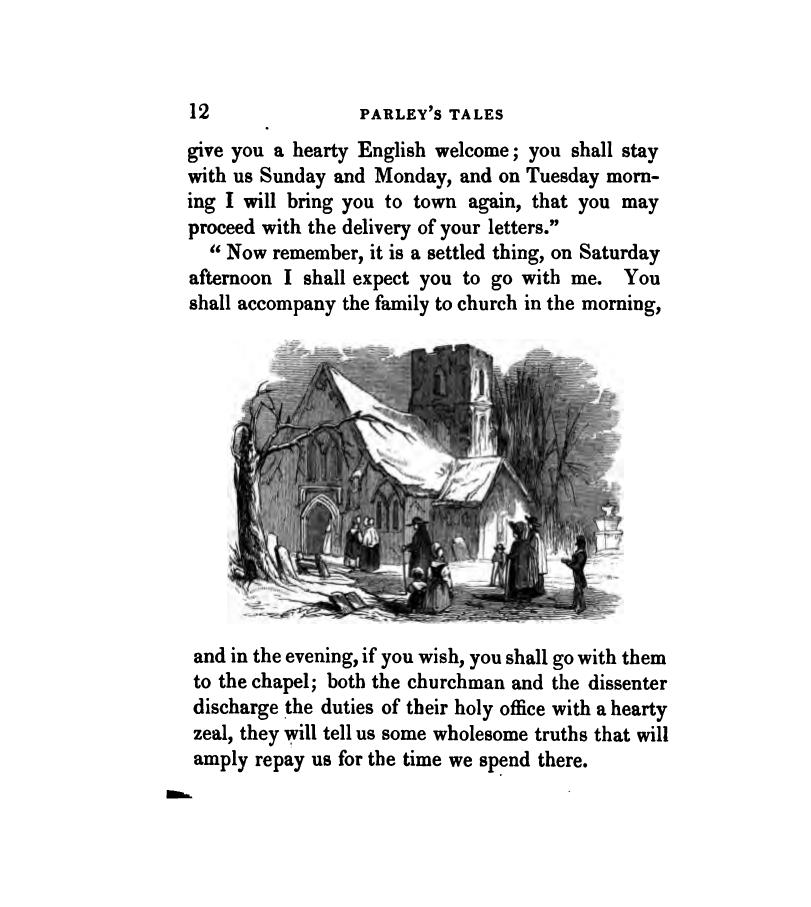 12 PARLEY'S TALES
give you a hearty English welcome; you shall stay
with us Sunday and Monday, and on Tuesday morn-
ing I will bring you to town again, that you may
proceed with the delivery of your letters.”
“ Now remember, it is a settled thing, on Saturday
afternoon I shall expect you to go with me. You
shall accompany the family to church in the morning,
and in the evening, if you wish, you shall go with them
to the chapel; both the churchman and the dissenter
discharge the duties of their holy office with a hearty
zeal, they will tell us some wholesome truths that will
amply repay us for the time we spend there.